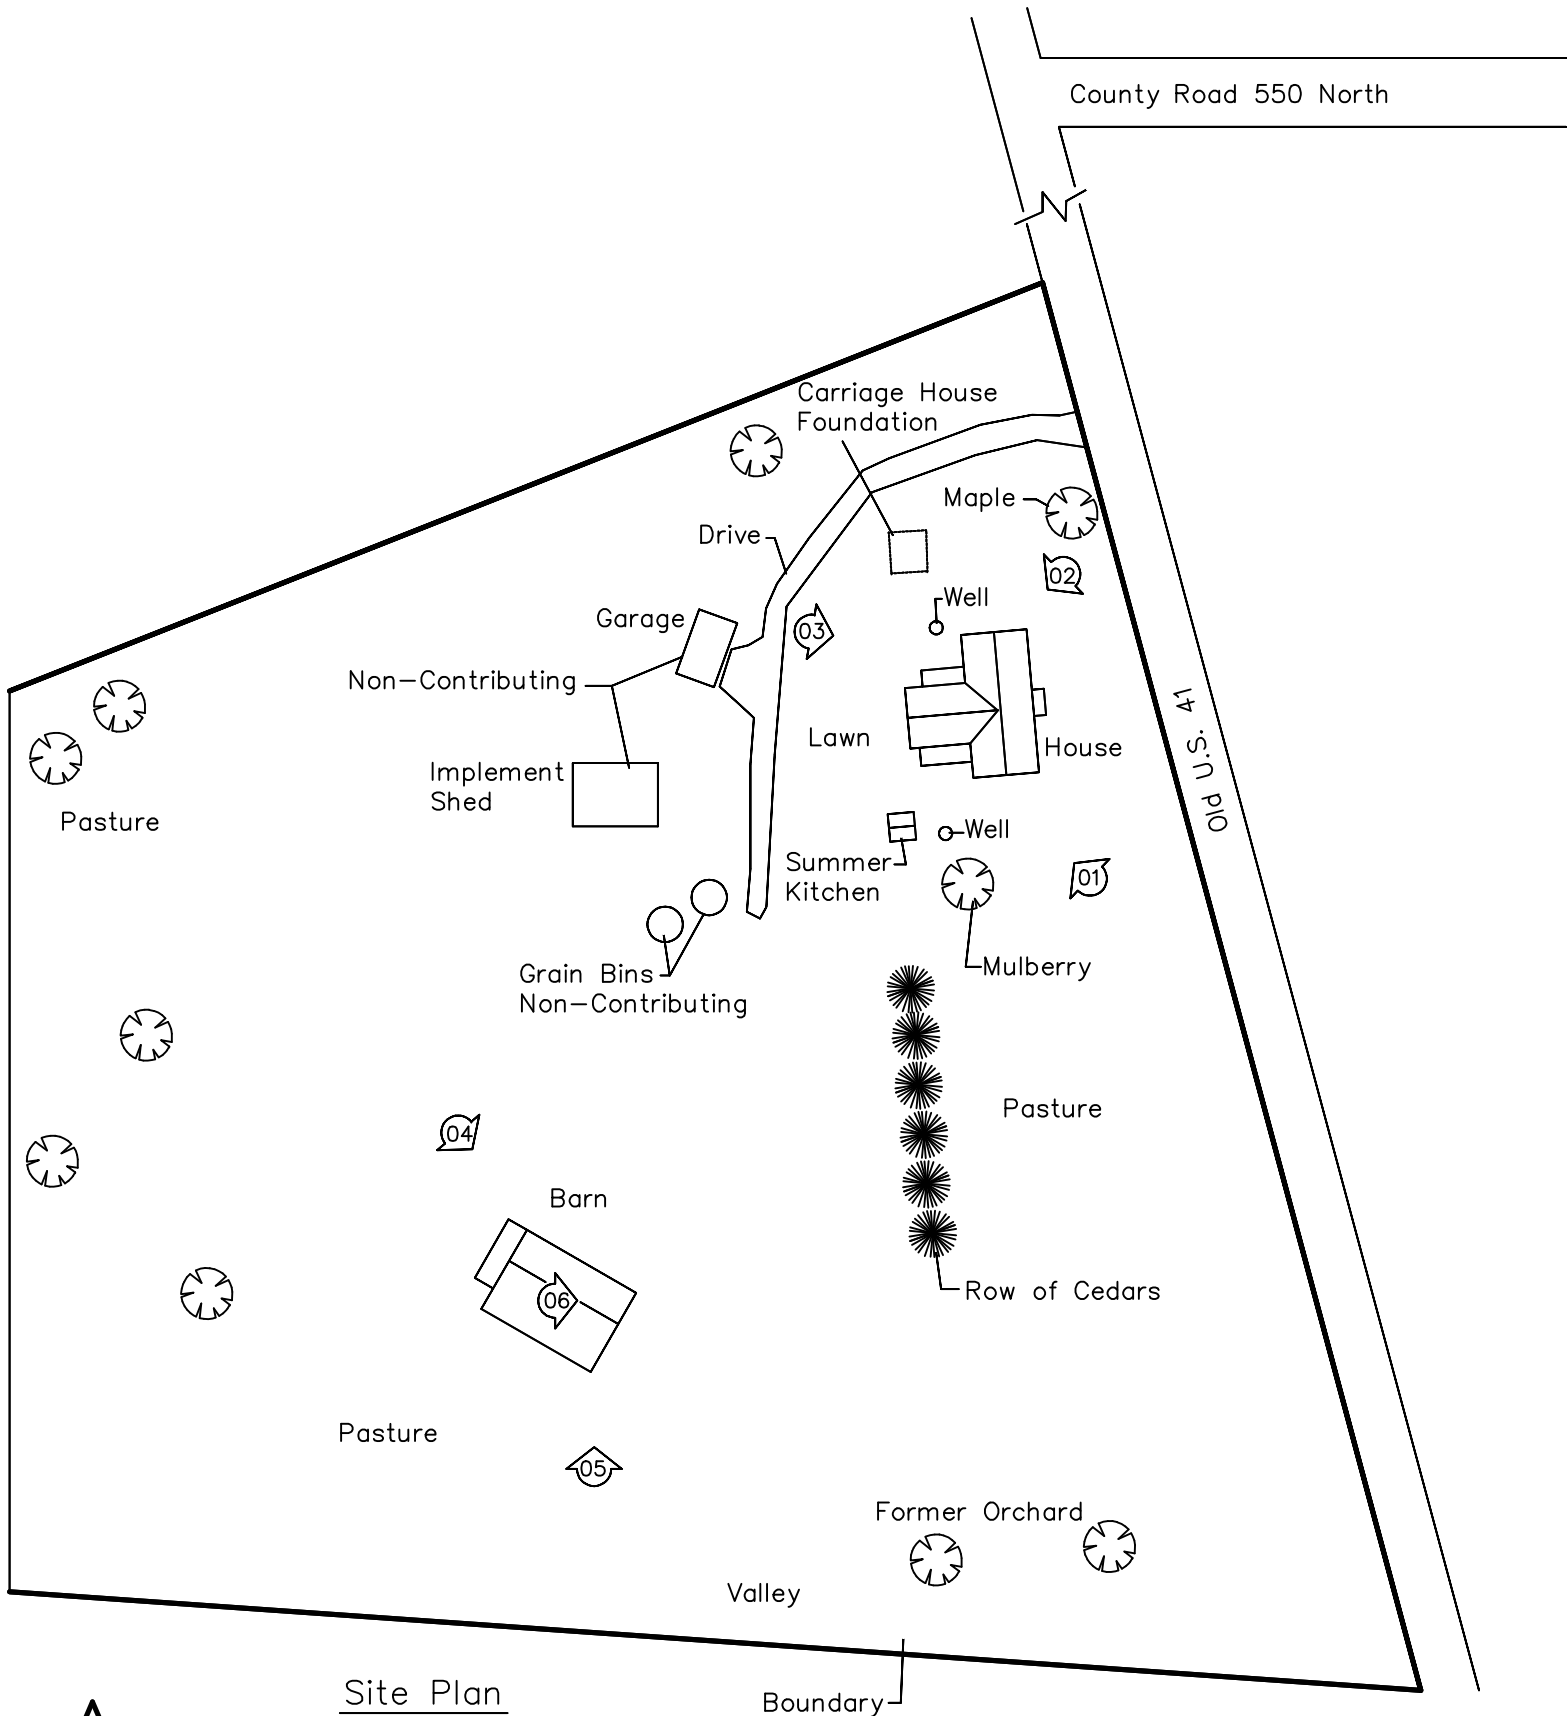 County Road 550 North
Carriage House
Foundation
Maple
Drive
02
Well
Garage
03
Non-Contributing
Old U.S. 41
Lawn
House
Implement
Shed
Pasture
Well
Summer
Kitchen
01
Mulberry
Grain Bins
Non-Contributing
Pasture
04
Barn
Row of Cedars
06
Pasture
05
Former Orchard
Valley
Site Plan
Boundary